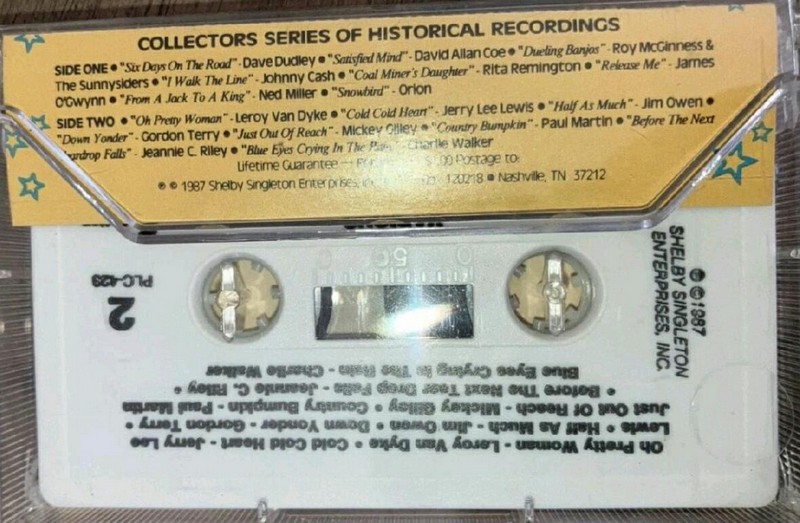 COLLECTORS SERIES OF HISTORICAL RECORDINGS
SIDE ONE ● "Six Days On The Road" - Dave Dudley ● "Satisfied Mind" - David Allan Coe ● "Dueling Banjos" - Roy McGinness &
The Sunnysiders ● "I Walk The Line" - Johnny Cash ● "Coal Miner's Daughter" - Rita Remington ● "Release Me" - James
O'Gwynn ● "From A Jack To A King" - Ned Miller ● "Snowbird" - Orion
SIDE TWO ● "Oh Pretty Woman" - Leroy Van Dyke ● "Cold Cold Heart" - Jerry Lee Lewis ● "Half As Much" - Jim Owen ●
"Down Yonder" - Gordon Terry ● "Just Out Of Reach" - Mickey Gilley ● "Country Bumpkin" - Paul Martin ● "Before The Next
Teardrop Falls" - Jeannie C. Riley ● "Blue Eyes Crying In The Rain" - Charlie Walker
Lifetime Guarantee $1.00 Postage to:
℗ © 1987 Shelby Singleton Enterprises, 120218 ● Nashville, TN 37212
℗ © 1987
SHELBY SINGLETON
ENTERPRISES, INC.
2
PLC-423
0 50
Oh Pretty Woman - Leroy Van Dyke • Cold Cold Heart - Jerry Lee
Lewis • Half As Much - Jim Owen • Down Yonder - Gordon Terry •
Just Out Of Reach - Mickey Gilley • Country Bumpkin - Paul Martin
• Before The Next Tear Drop Falls - Jeannie C. Riley •
Blue Eyes Crying In The Rain - Charlie Walker